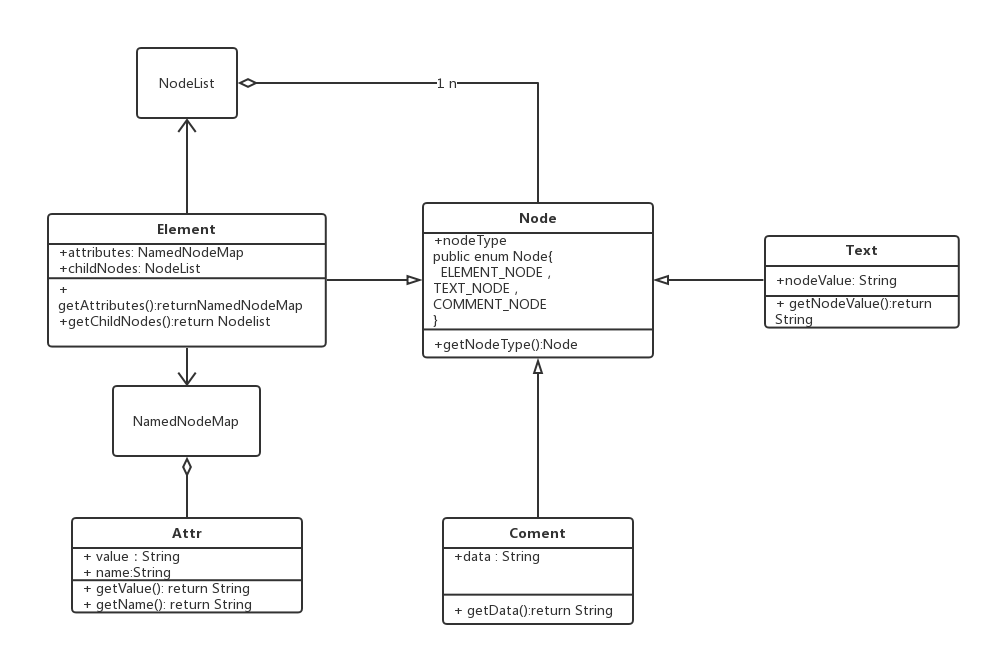 NodeList
1 n
Element
+attributes: NamedNodeMap
+childNodes: NodeList
+
getAttributes():returnNamedNodeMap
+getChildNodes():return Nodelist
Node
+nodeType
public enum Node{
ELEMENT_NODE ,
TEXT_NODE ,
COMMENT_NODE
}
+getNodeType():Node
Text
+nodeValue: String
+ getNodeValue():return
String
NamedNodeMap
Attr
+ value : String
+ name:String
+ getValue(): return String
+ getName(): return String
Coment
+data : String
+ getData():return String